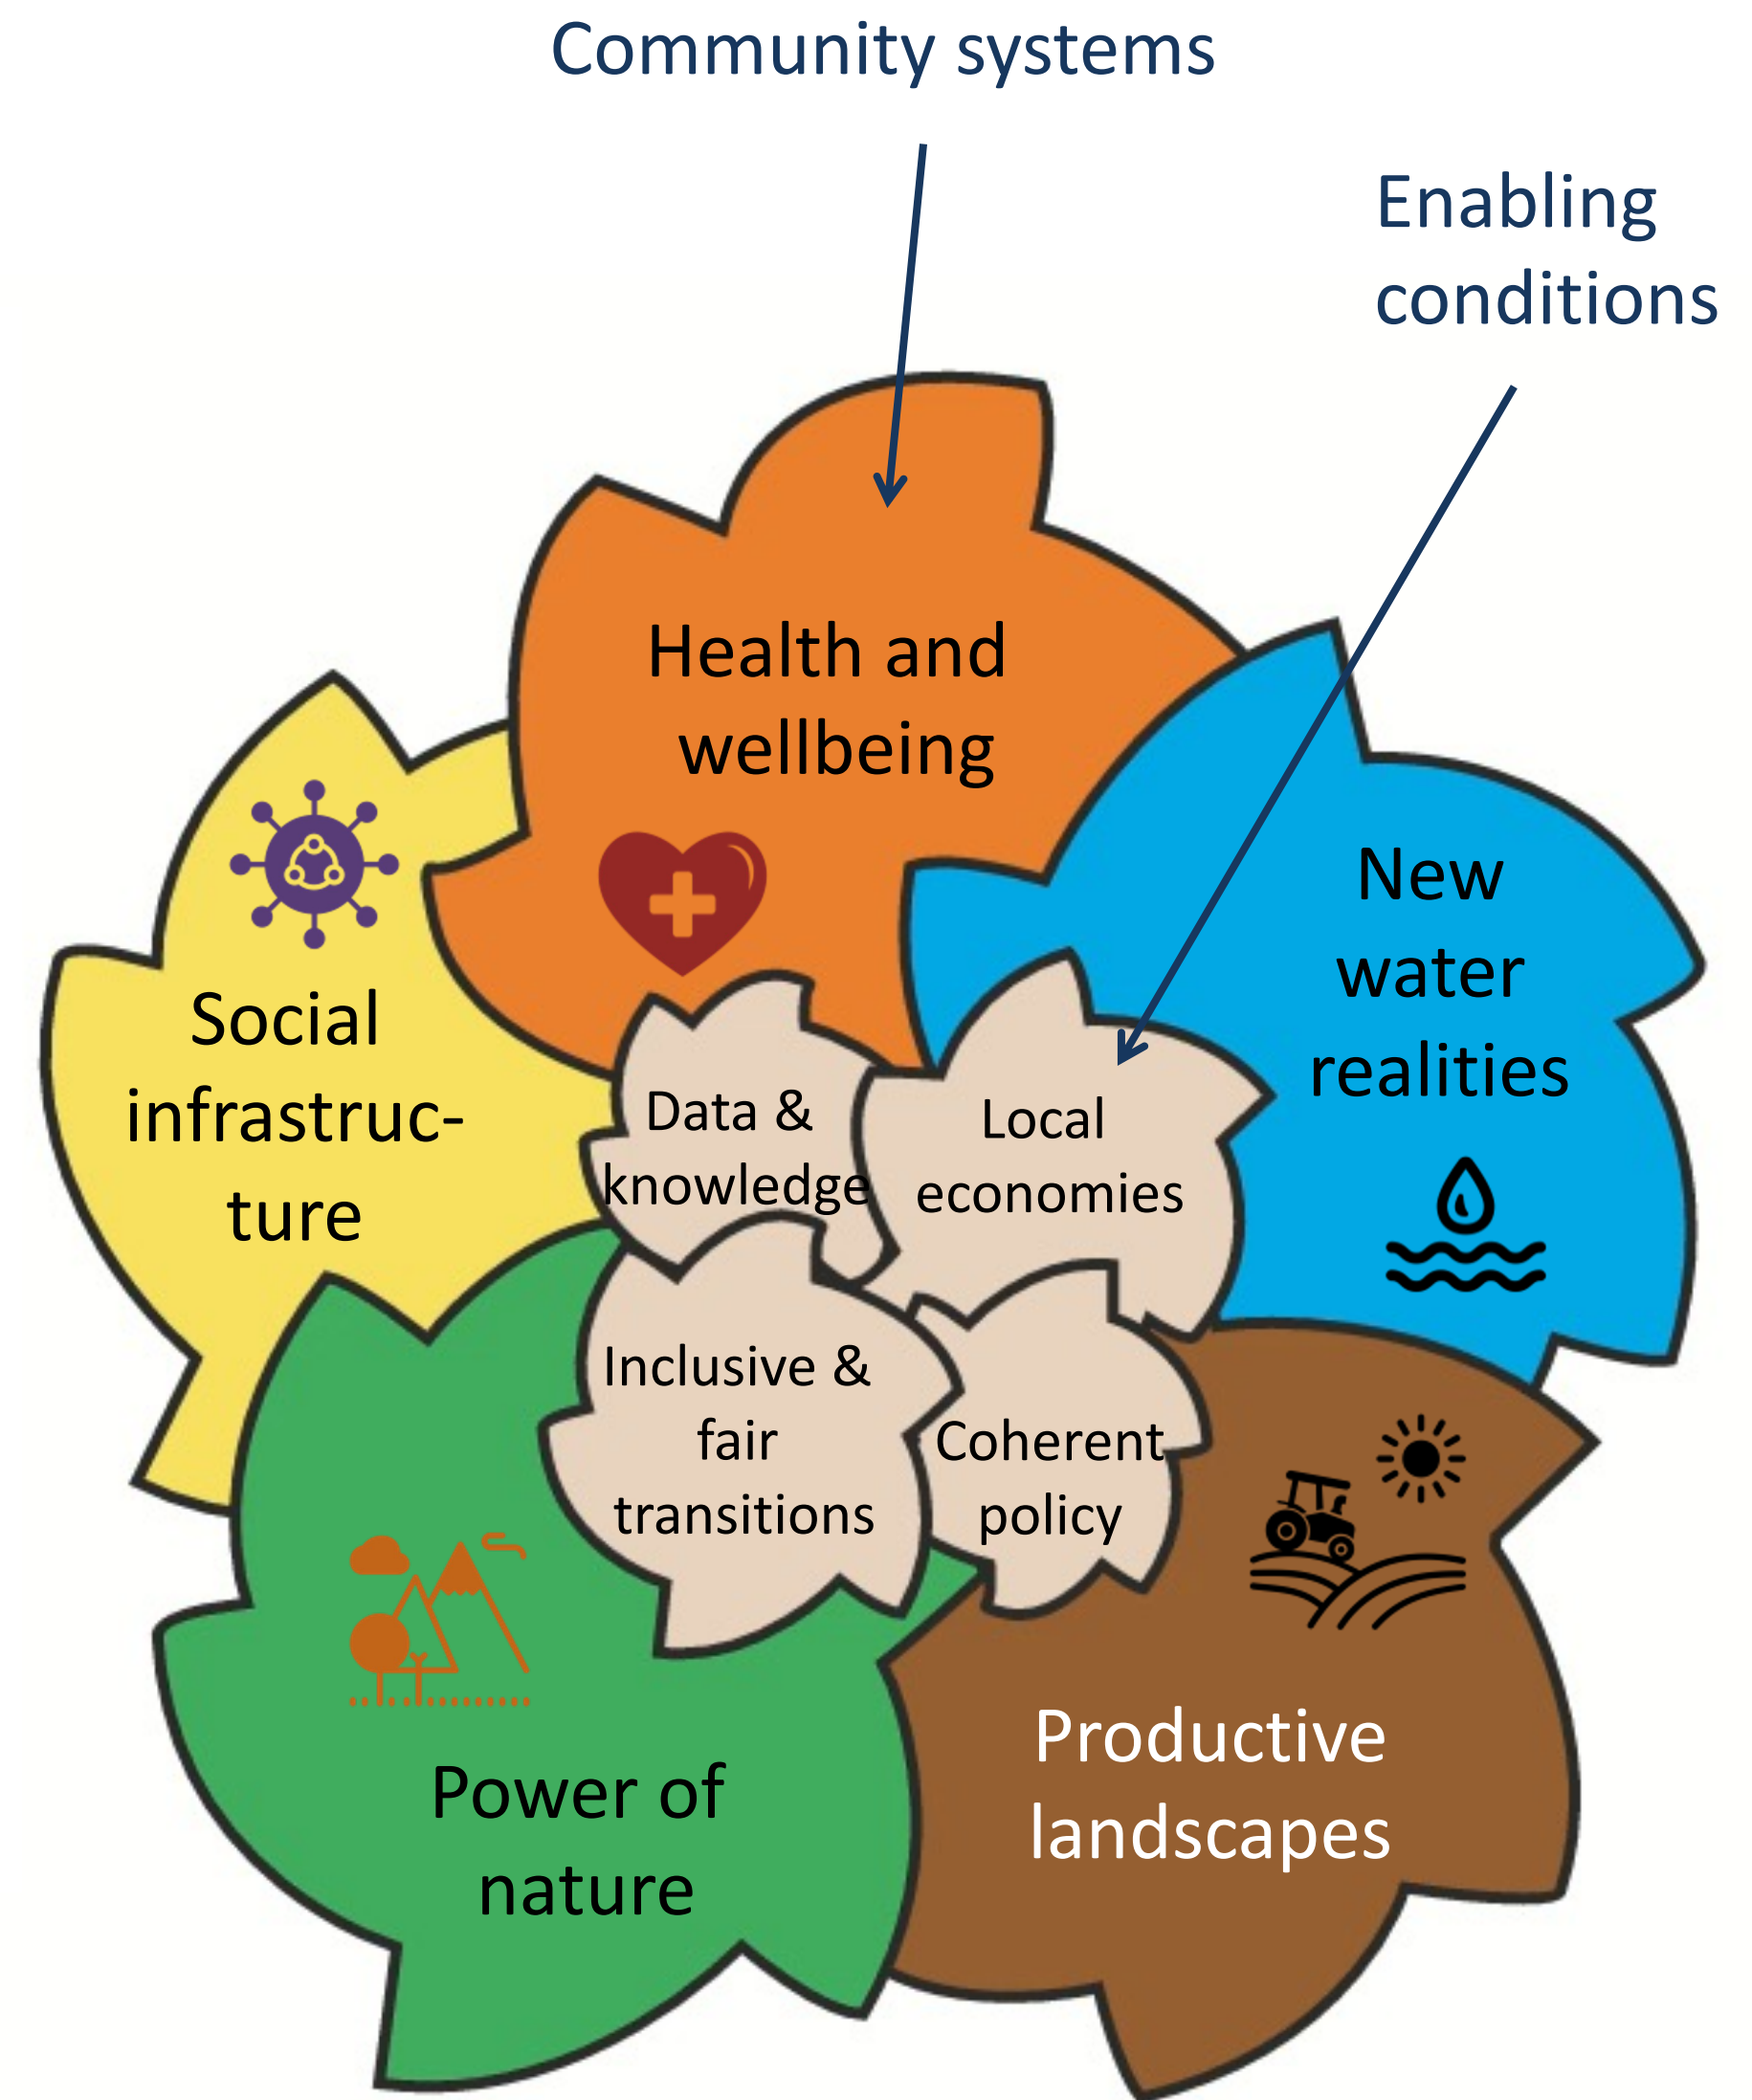 Community systems
Enabling
conditions
Health and
wellbeing
New
water
realities
Social
infrastruc-
ture
Data &
knowledge
Local
economies
Inclusive &
fair
transitions
Coherent
policy
Productive
landscapes
Power of
nature